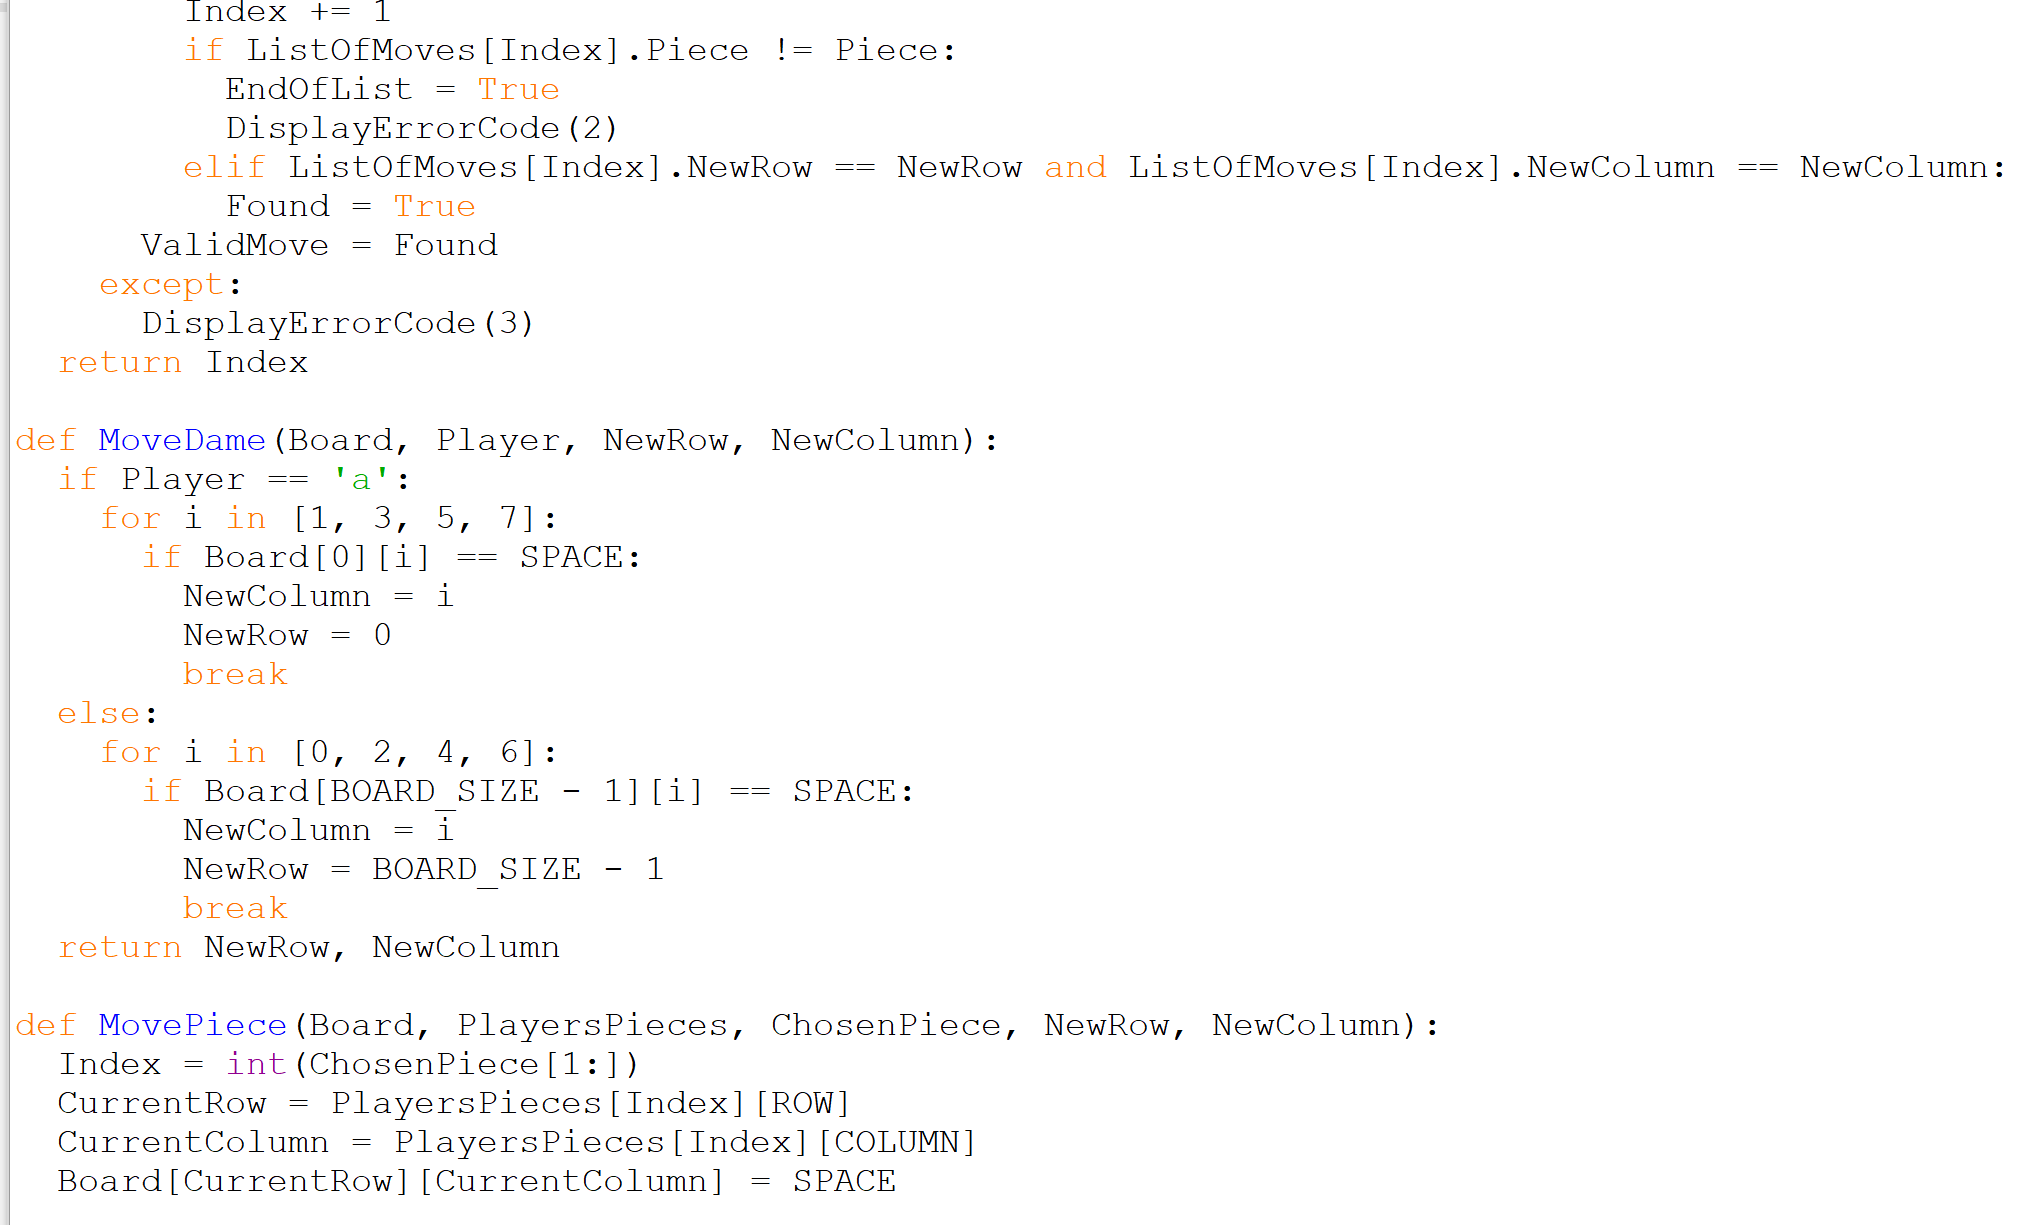 Index += 1
        if ListOfMoves[Index].Piece != Piece:
          EndOfList = True
          DisplayErrorCode(2)
        elif ListOfMoves[Index].NewRow == NewRow and ListOfMoves[Index].NewColumn == NewColumn:
          Found = True
      ValidMove = Found
    except:
      DisplayErrorCode(3)
  return Index

def MoveDame(Board, Player, NewRow, NewColumn):
  if Player == 'a':
    for i in [1, 3, 5, 7]:
      if Board[0][i] == SPACE:
        NewColumn = i
        NewRow = 0
        break
  else:
    for i in [0, 2, 4, 6]:
      if Board[BOARD_SIZE - 1][i] == SPACE:
        NewColumn = i
        NewRow = BOARD_SIZE - 1
        break
  return NewRow, NewColumn

def MovePiece(Board, PlayersPieces, ChosenPiece, NewRow, NewColumn):
  Index = int(ChosenPiece[1:])
  CurrentRow = PlayersPieces[Index][ROW]
  CurrentColumn = PlayersPieces[Index][COLUMN]
  Board[CurrentRow][CurrentColumn] = SPACE